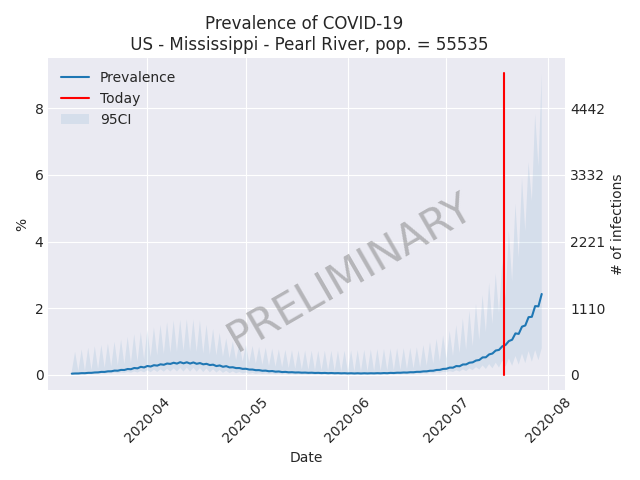 Prevalence of COVID-19
US - Mississippi - Pearl River, pop. = 55535
Prevalence
Today
95CI
8
6
4
2
0
%
4442
3332
2221
1110
0
# of infections
PRELIMINARY
2020-04
2020-05
2020-06
2020-07
2020-08
Date